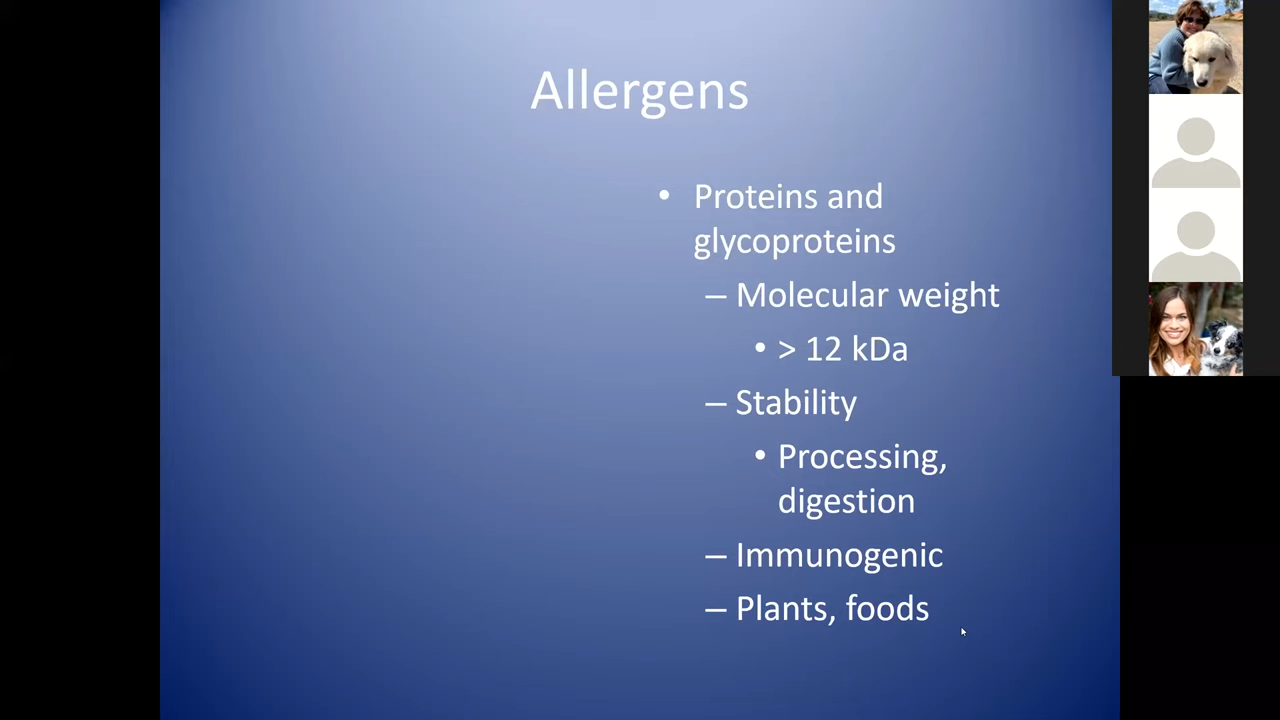 Allergens
• Proteins and
glycoproteins
– Molecular weight
• > 12 kDa
– Stability
• Processing,
digestion
– Immunogenic
– Plants, foods